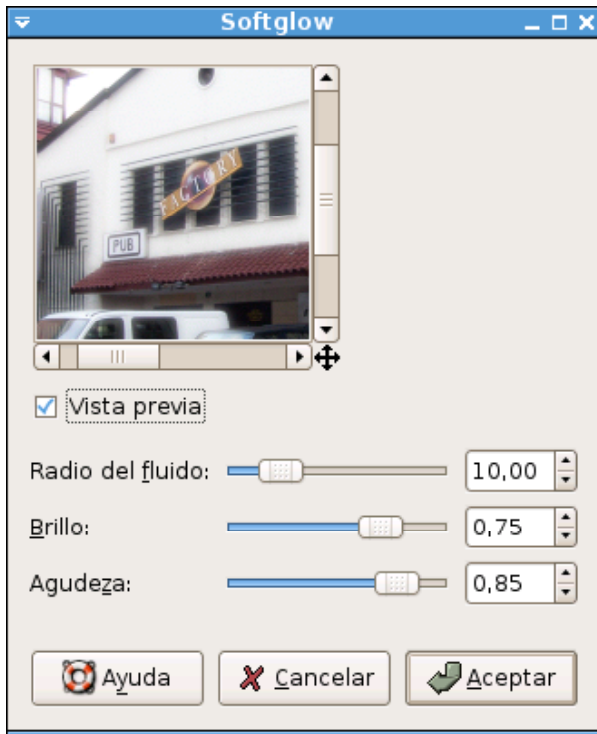 Softglow
FACTORY
PUB
Vista previa
Radio del fluido: 10,00
Brillo: 0,75
Agudeza: 0,85
Ayuda Cancelar Aceptar